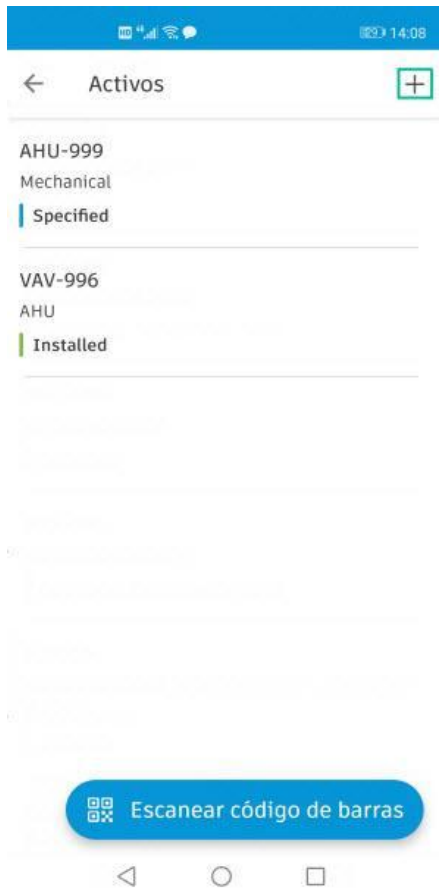 14:08
Activos
AHU-999
Mechanical
Specified
VAV-996
AHU
Installed
Escanear código de barras